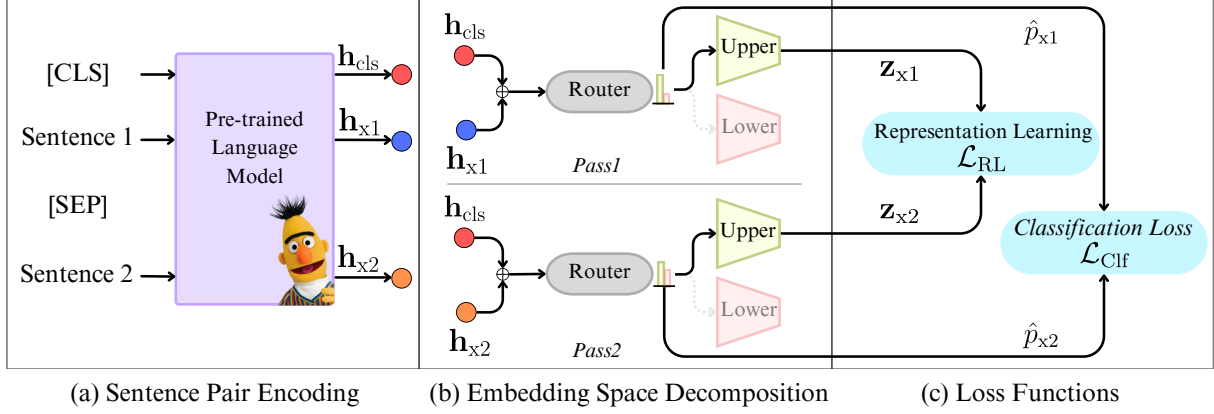 [CLS]
Sentence 1
[SEP]
Sentence 2
Pre-trained
Language
Model
h_cls
h_x1
h_x2
(a) Sentence Pair Encoding
h_cls
h_x1
⊕
Router
Upper
Lower
Pass1
h_cls
h_x2
⊕
Router
Upper
Lower
Pass2
(b) Embedding Space Decomposition
p̂_x1
z_x1
Representation Learning
ℒ_RL
z_x2
Classification Loss
ℒ_Clf
p̂_x2
(c) Loss Functions